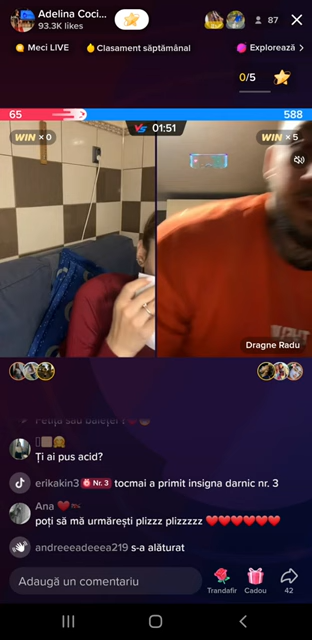 Adelina Coci...
93.3K likes
87
Meci LIVE
Clasament săptămânal
Explorează >
0/5
65
588
WIN × 0
VS 01:51
WIN × 5
Dragne Radu
Ți ai pus acid?
erikakin3 Nr. 3 tocmai a primit insigna darnic nr. 3
Ana
poți să mă urmărești plizzz plizzzzz ❤️❤️❤️❤️❤️❤️
andreeeadeeea219 s-a alăturat
Adaugă un comentariu
Trandafir
Cadou
42